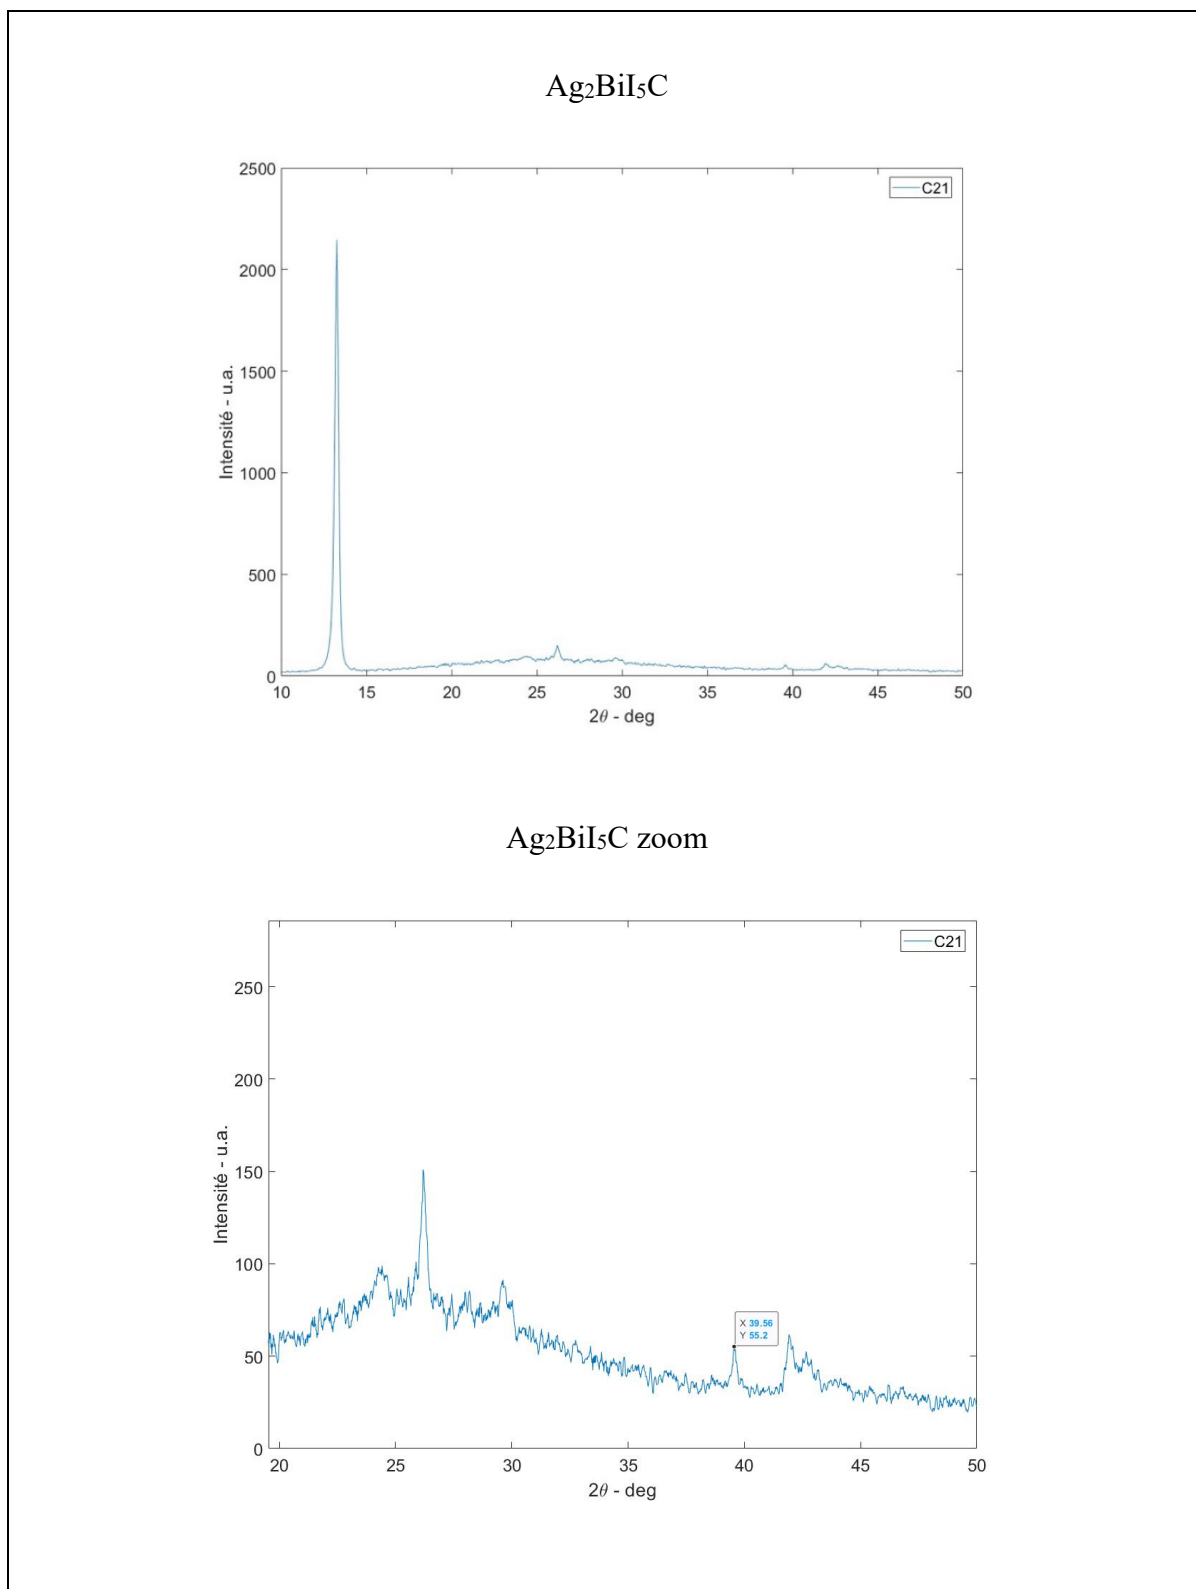 Ag₂BiI₅C
2500
2000
1500
1000
500
0
Intensité - u.a.
C21
10 15 20 25 30 35 40 45 50
2θ - deg
Ag₂BiI₅C zoom
250
200
150
100
50
0
Intensité - u.a.
C21
X 39.56
Y 55.2
20 25 30 35 40 45 50
2θ - deg